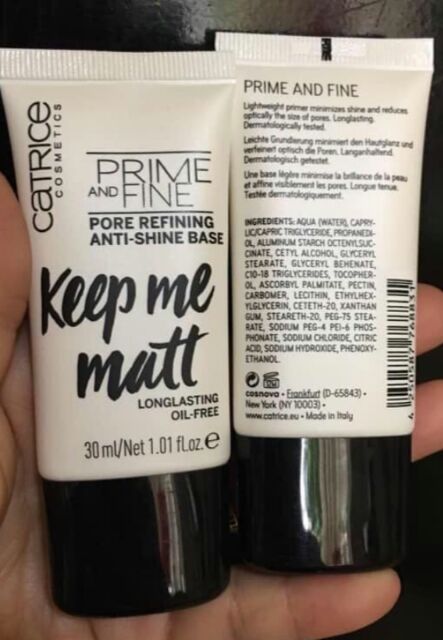 CATRICE
COSMETICS
PRIME
AND FINE
PORE REFINING
ANTI-SHINE BASE
Keep me
matt
LONGLASTING
OIL-FREE
30 ml/Net 1.01 fl.oz. e
PRIME AND FINE
Lightweight primer minimizes shine and reduces
optically the size of pores. Longlasting.
Dermatologically tested.
Leichte Grundierung minimiert den Hautglanz und
verfeinert optisch die Poren. Langanhaltend.
Dermatologisch getestet.
Une base légère minimise la brillance de la peau
et affine visiblement les pores. Longue tenue.
Testée dermatologiquement.
INGREDIENTS: AQUA (WATER), CAPRY-
LIC/CAPRIC TRIGLYCERIDE, PROPANEDI-
OL, ALUMINUM STARCH OCTENYLSUC-
CINATE, CETYL ALCOHOL, GLYCERYL
STEARATE, GLYCERYL BEHENATE,
C10-18 TRIGLYCERIDES, TOCOPHER-
OL, ASCORBYL PALMITATE, PECTIN,
CARBOMER, LECITHIN, ETHYLHEX-
YLGLYCERIN, CETETH-20, XANTHAN
GUM, STEARETH-20, PEG-75 STEA-
RATE, SODIUM PEG-4 PEI-6 PHOS-
PHONATE, SODIUM CHLORIDE, CITRIC
ACID, SODIUM HYDROXIDE, PHENOXY-
ETHANOL.
cosnova • Frankfurt (D-65843) •
New York (NY 10003) •
www.catrice.eu • Made in Italy